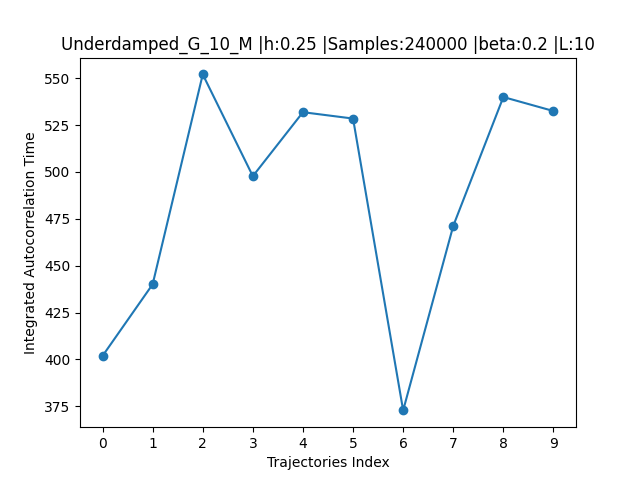 Underdamped_G_10_M |h:0.25 |Samples:240000 |beta:0.2 |L:10
Integrated Autocorrelation Time
550
525
500
475
450
425
400
375
0 1 2 3 4 5 6 7 8 9
Trajectories Index